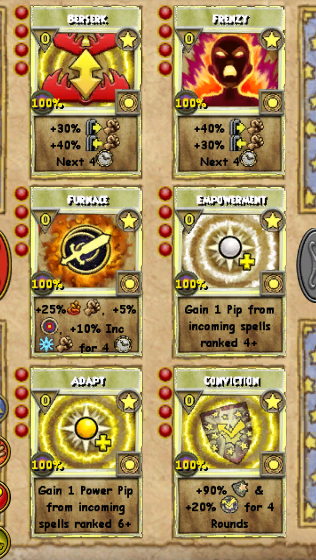 BERSERK
0
100%
+30%
+40%
Next 4
FRENZY
0
100%
+40%
+30%
Next 4
FURNACE
0
100%
+25% , +5%
, +10% Inc
for 4
EMPOWERMENT
0
100%
Gain 1 Pip from
incoming spells
ranked 4+
ADAPT
0
100%
Gain 1 Power Pip
from incoming
spells ranked 6+
CONVICTION
0
100%
+90% &
+20% for 4
Rounds